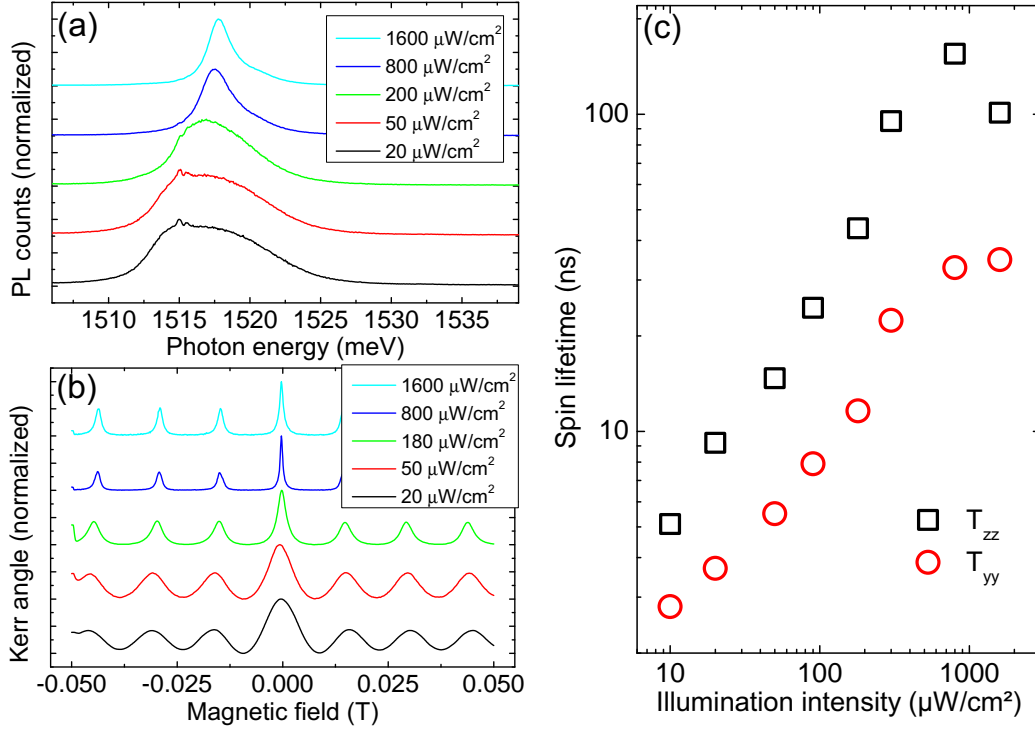 (a)
1600 μW/cm²
800 μW/cm²
200 μW/cm²
50 μW/cm²
20 μW/cm²
PL counts (normalized)
1510 1515 1520 1525 1530 1535
Photon energy (meV)
(b)
1600 μW/cm²
800 μW/cm²
180 μW/cm²
50 μW/cm²
20 μW/cm²
Kerr angle (normalized)
-0.050 -0.025 0.000 0.025 0.050
Magnetic field (T)
(c)
100
10
Spin lifetime (ns)
T_zz
T_yy
10 100 1000
Illumination intensity (µW/cm²)